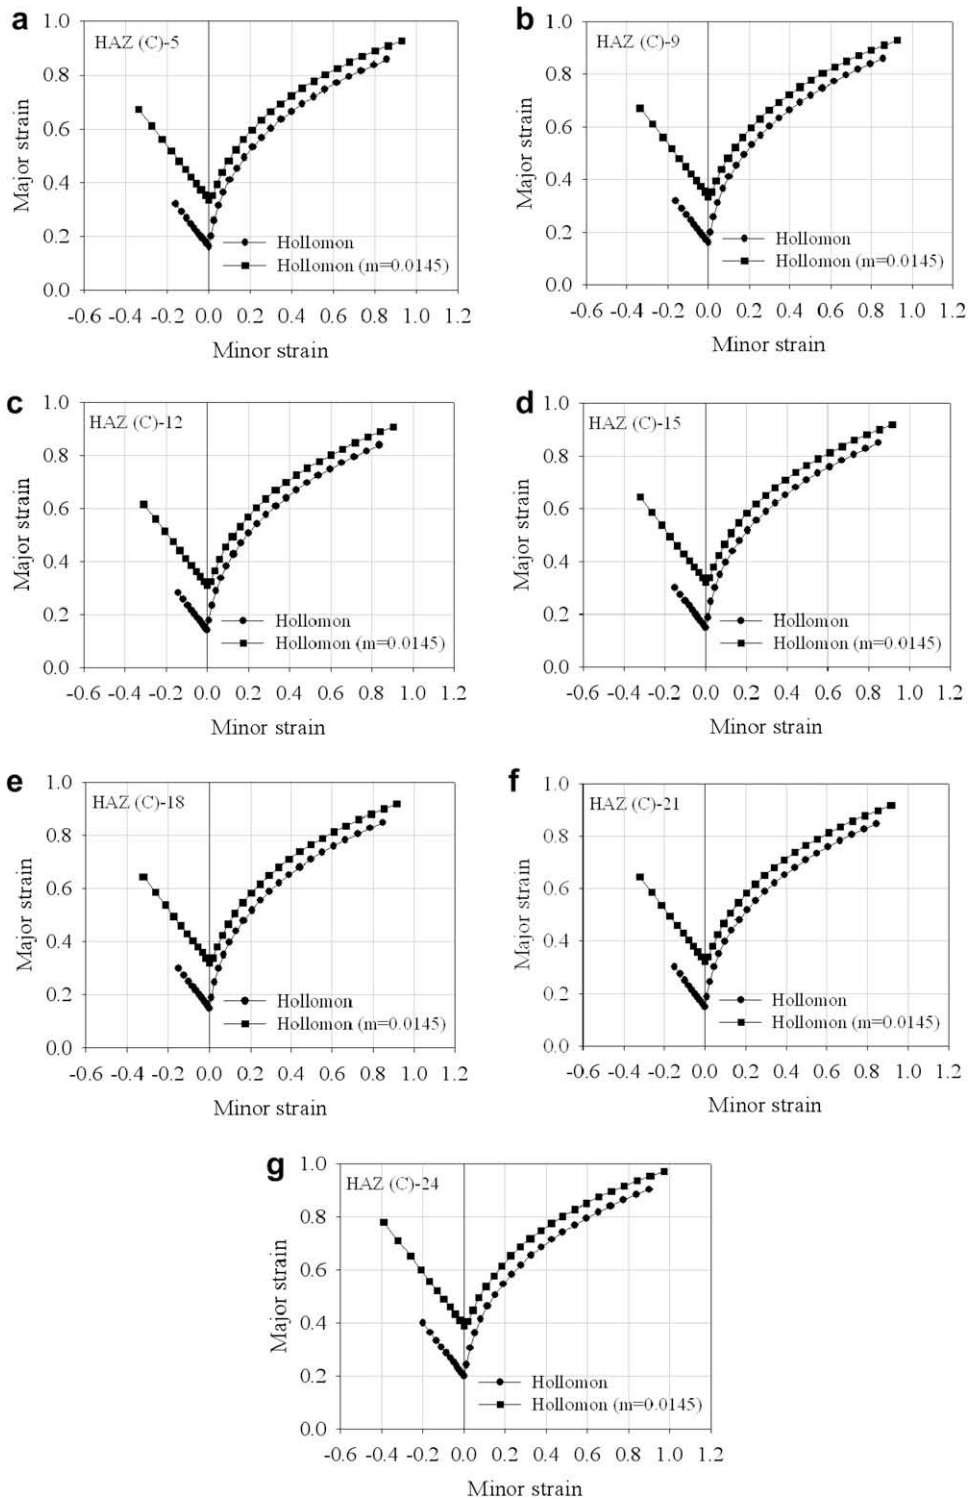 a
HAZ (C)-5
1.0
0.8
0.6
0.4
0.2
0.0
Major strain
Hollomon
Hollomon (m=0.0145)
-0.6 -0.4 -0.2 0.0 0.2 0.4 0.6 0.8 1.0 1.2
Minor strain
b
HAZ (C)-9
1.0
0.8
0.6
0.4
0.2
0.0
Major strain
Hollomon
Hollomon (m=0.0145)
-0.6 -0.4 -0.2 0.0 0.2 0.4 0.6 0.8 1.0 1.2
Minor strain
c
HAZ (C)-12
1.0
0.8
0.6
0.4
0.2
0.0
Major strain
Hollomon
Hollomon (m=0.0145)
-0.6 -0.4 -0.2 0.0 0.2 0.4 0.6 0.8 1.0 1.2
Minor strain
d
HAZ (C)-15
1.0
0.8
0.6
0.4
0.2
0.0
Major strain
Hollomon
Hollomon (m=0.0145)
-0.6 -0.4 -0.2 0.0 0.2 0.4 0.6 0.8 1.0 1.2
Minor strain
e
HAZ (C)-18
1.0
0.8
0.6
0.4
0.2
0.0
Major strain
Hollomon
Hollomon (m=0.0145)
-0.6 -0.4 -0.2 0.0 0.2 0.4 0.6 0.8 1.0 1.2
Minor strain
f
HAZ (C)-21
1.0
0.8
0.6
0.4
0.2
0.0
Major strain
Hollomon
Hollomon (m=0.0145)
-0.6 -0.4 -0.2 0.0 0.2 0.4 0.6 0.8 1.0 1.2
Minor strain
g
HAZ (C)-24
1.0
0.8
0.6
0.4
0.2
0.0
Major strain
Hollomon
Hollomon (m=0.0145)
-0.6 -0.4 -0.2 0.0 0.2 0.4 0.6 0.8 1.0 1.2
Minor strain